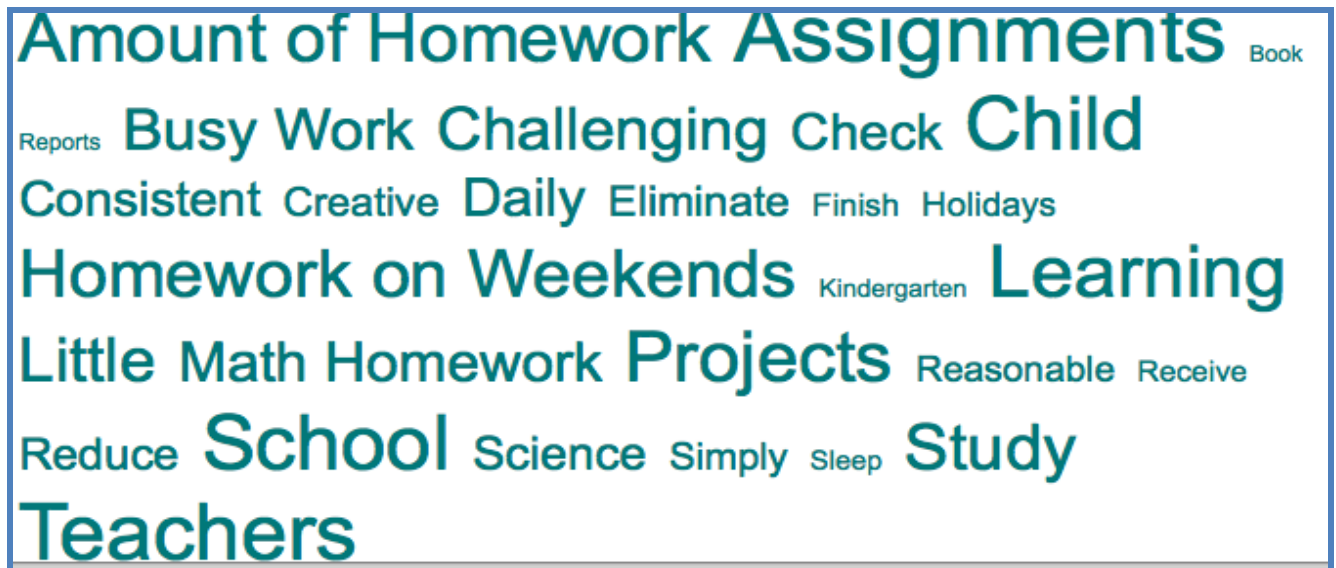 Amount of Homework Assignments Book
Reports Busy Work Challenging Check Child
Consistent Creative Daily Eliminate Finish Holidays
Homework on Weekends Kindergarten Learning
Little Math Homework Projects Reasonable Receive
Reduce School Science Simply Sleep Study
Teachers